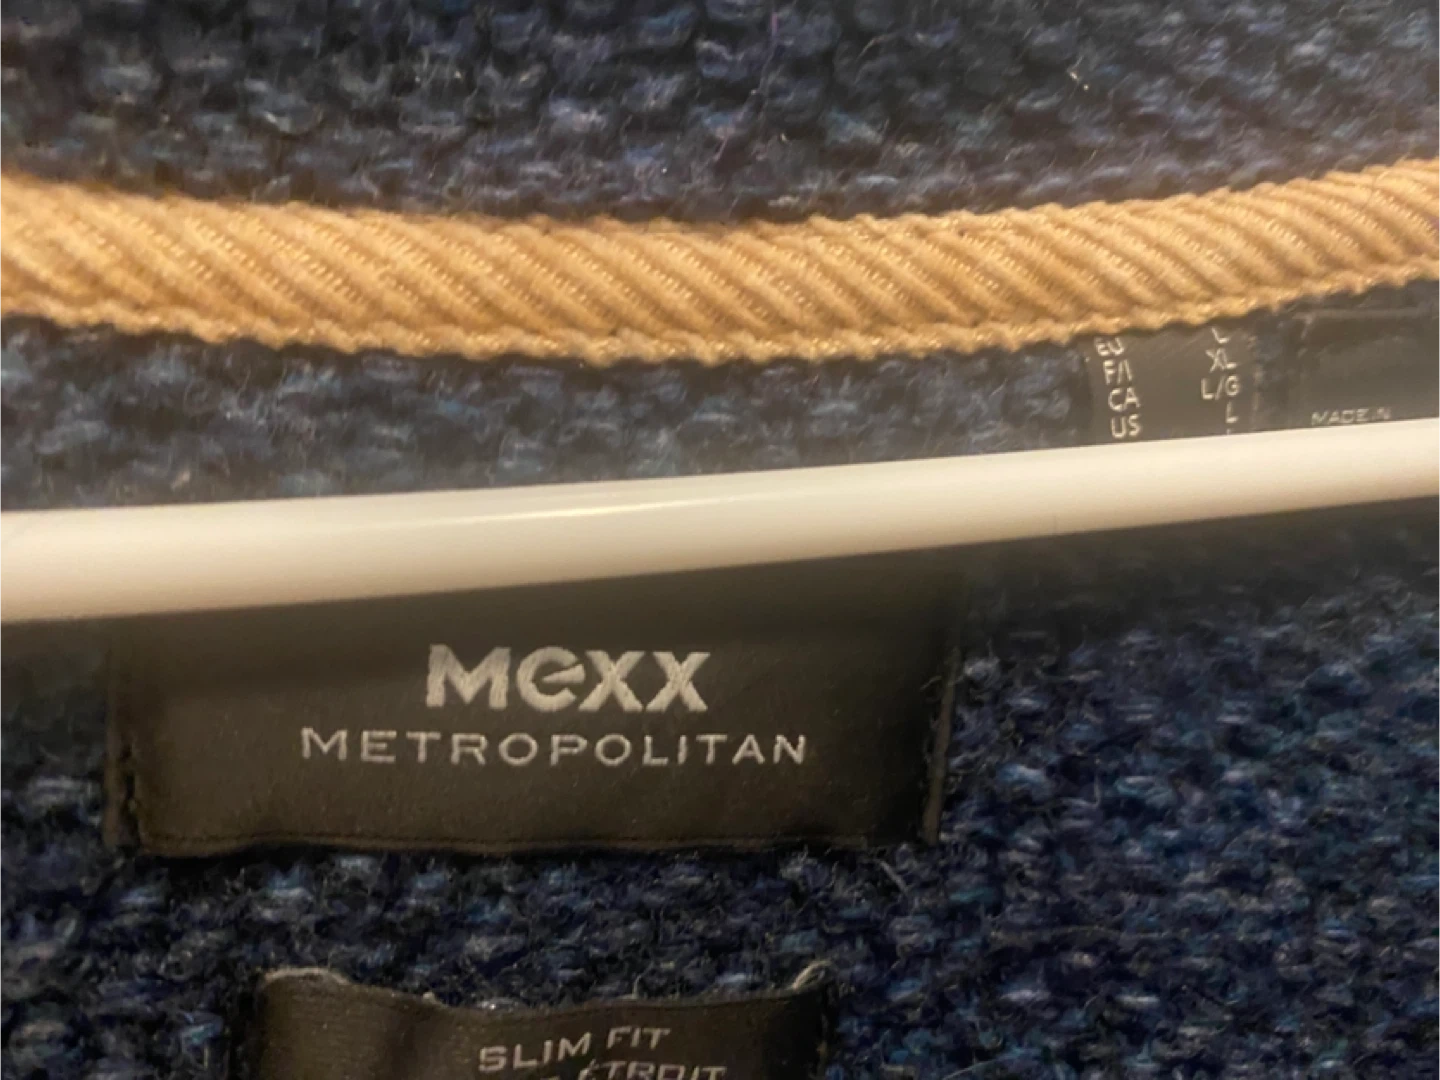 EU L
F/I XL
CA L/G
US L
MADE IN
mexx
METROPOLITAN
SLIM FIT